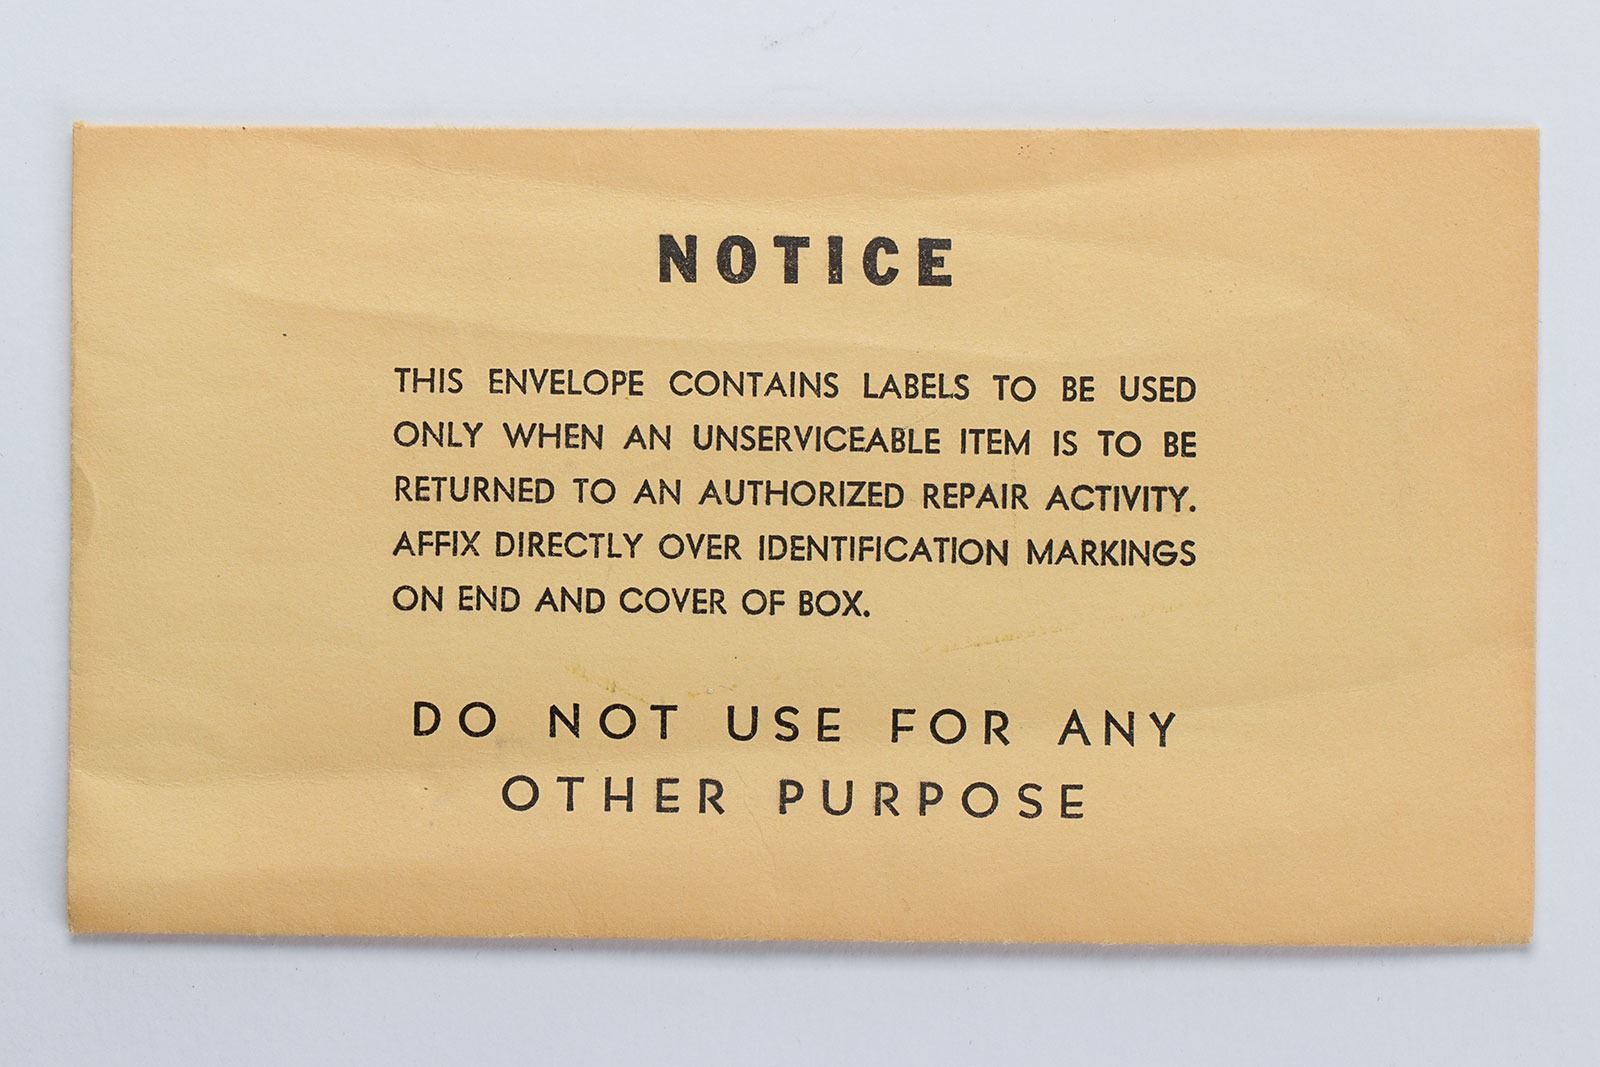 NOTICE
THIS ENVELOPE CONTAINS LABELS TO BE USED
ONLY WHEN AN UNSERVICEABLE ITEM IS TO BE
RETURNED TO AN AUTHORIZED REPAIR ACTIVITY.
AFFIX DIRECTLY OVER IDENTIFICATION MARKINGS
ON END AND COVER OF BOX.
DO NOT USE FOR ANY
OTHER PURPOSE